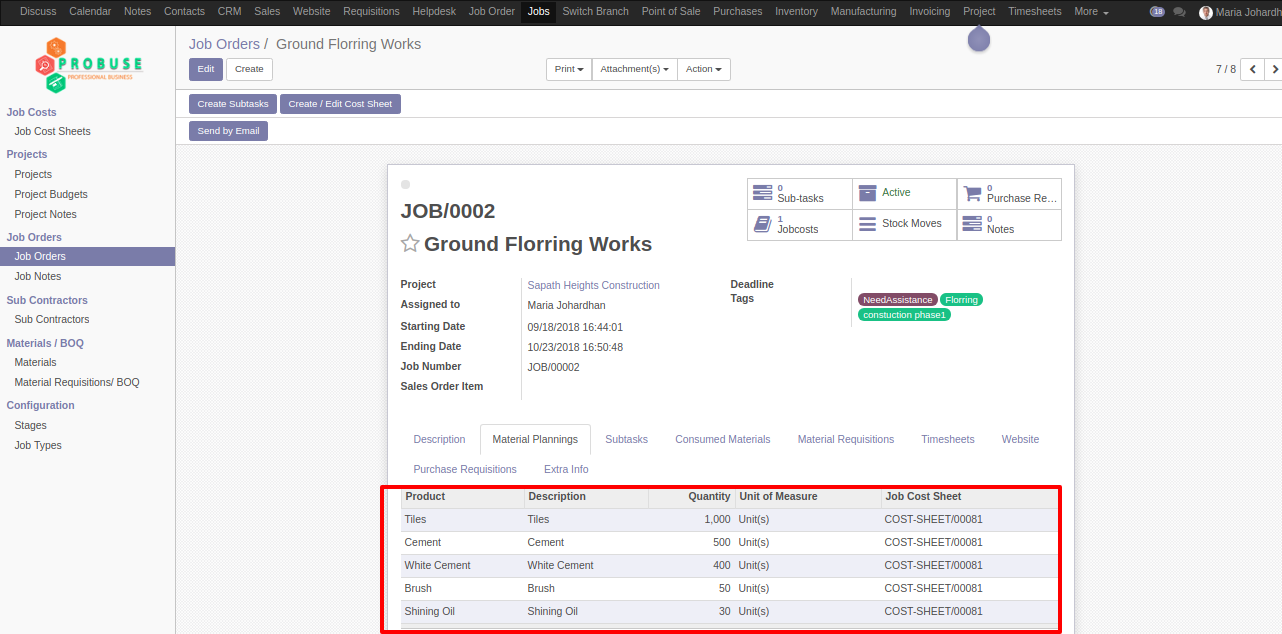 Discuss Calendar Notes Contacts CRM Sales Website Requisitions Helpdesk Job Order Jobs Switch Branch Point of Sale Purchases Inventory Manufacturing Invoicing Project Timesheets More 18 Maria Johardh
PROBUSE
PROFESSIONAL BUSINESS
Job Costs
Job Cost Sheets
Projects
Projects
Project Budgets
Project Notes
Job Orders
Job Orders
Job Notes
Sub Contractors
Sub Contractors
Materials / BOQ
Materials
Material Requisitions/ BOQ
Configuration
Stages
Job Types
Job Orders / Ground Florring Works
Edit Create Print Attachment(s) Action 7 / 8
Create Subtasks Create / Edit Cost Sheet
Send by Email
0 Sub-tasks
Active
0 Purchase Re...
1 Jobcosts
Stock Moves
0 Notes
JOB/0002
Ground Florring Works
Project Sapath Heights Construction
Assigned to Maria Johardhan
Starting Date 09/18/2018 16:44:01
Ending Date 10/23/2018 16:50:48
Job Number JOB/00002
Sales Order Item
Deadline
Tags NeedAssistance Florring
constuction phase1
Description Material Plannings Subtasks Consumed Materials Material Requisitions Timesheets Website
Purchase Requisitions Extra Info
Product Description Quantity Unit of Measure Job Cost Sheet
Tiles Tiles 1,000 Unit(s) COST-SHEET/00081
Cement Cement 500 Unit(s) COST-SHEET/00081
White Cement White Cement 400 Unit(s) COST-SHEET/00081
Brush Brush 50 Unit(s) COST-SHEET/00081
Shining Oil Shining Oil 30 Unit(s) COST-SHEET/00081